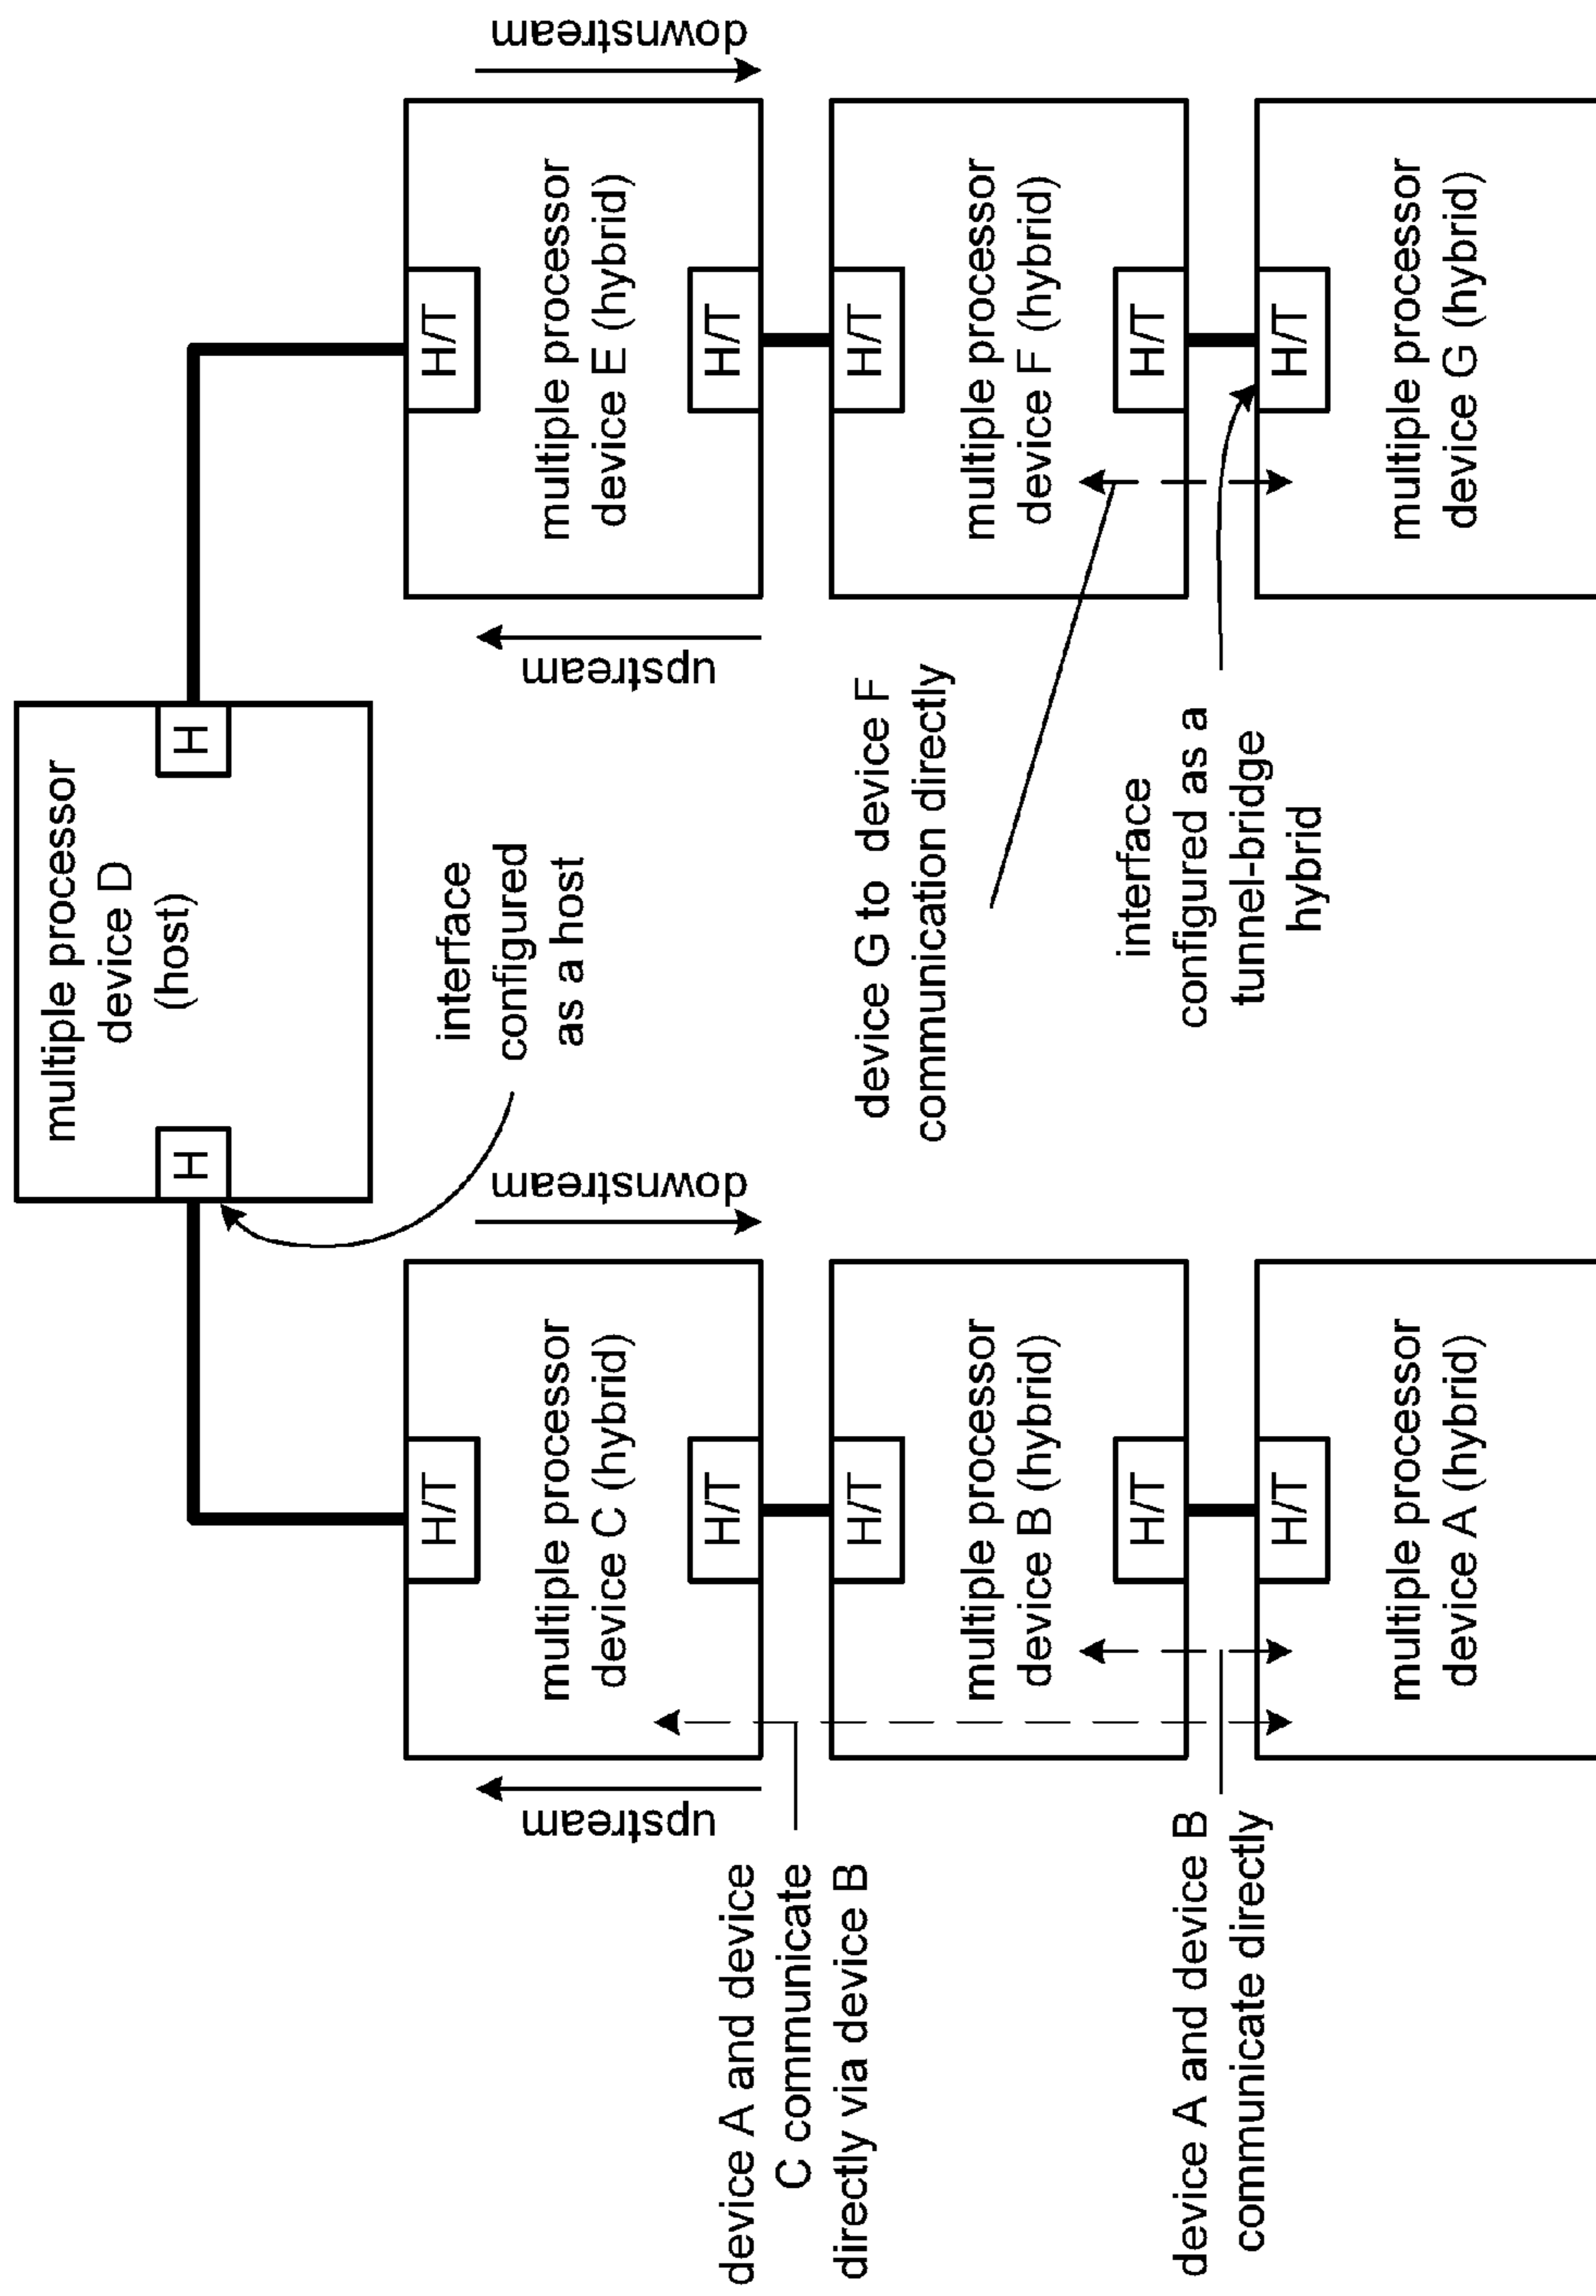 multiple processor
device D
(host)
H
H
interface
configured
as a host
upstream
downstream
H/T
multiple processor
device C (hybrid)
H/T
device A and device
C communicate
directly via device B
H/T
multiple processor
device B (hybrid)
H/T
device A and device B
communicate directly
H/T
multiple processor
device A (hybrid)
upstream
downstream
H/T
multiple processor
device E (hybrid)
H/T
device G to device F
communication directly
H/T
multiple processor
device F (hybrid)
H/T
interface
configured as a
tunnel-bridge
hybrid
H/T
multiple processor
device G (hybrid)